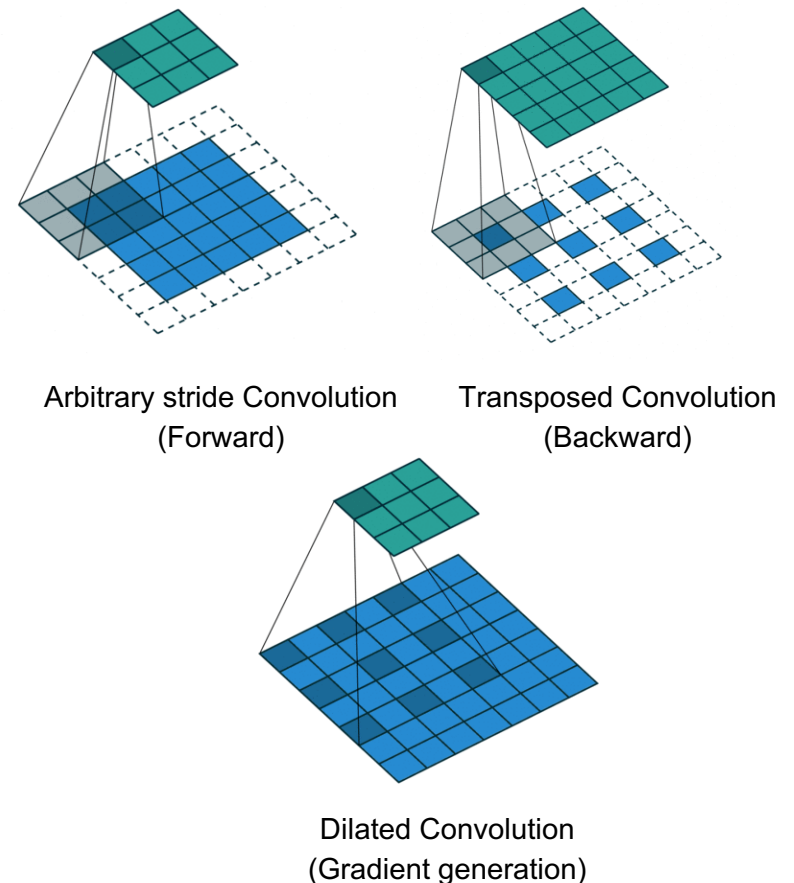 Arbitrary stride Convolution
(Forward)
Transposed Convolution
(Backward)
Dilated Convolution
(Gradient generation)